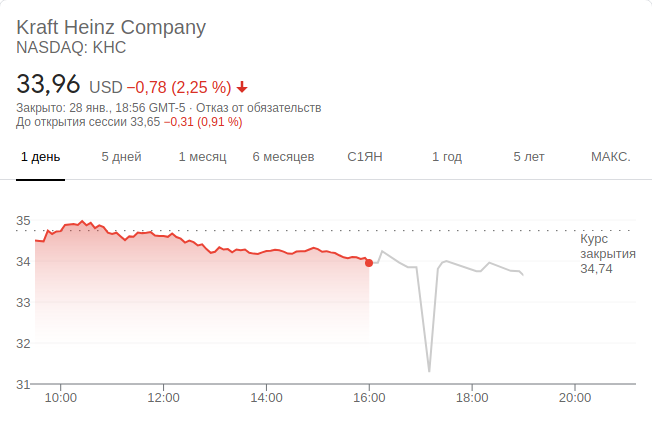 Kraft Heinz Company
NASDAQ: KHC
33,96 USD −0,78 (2,25 %)
Закрыто: 28 янв., 18:56 GMT-5 · Отказ от обязательств
До открытия сессии 33,65 −0,31 (0,91 %)
1 день 5 дней 1 месяц 6 месяцев С1ЯН 1 год 5 лет МАКС.
35
Курс
закрытия
34,74
34
33
32
31
10:00 12:00 14:00 16:00 18:00 20:00